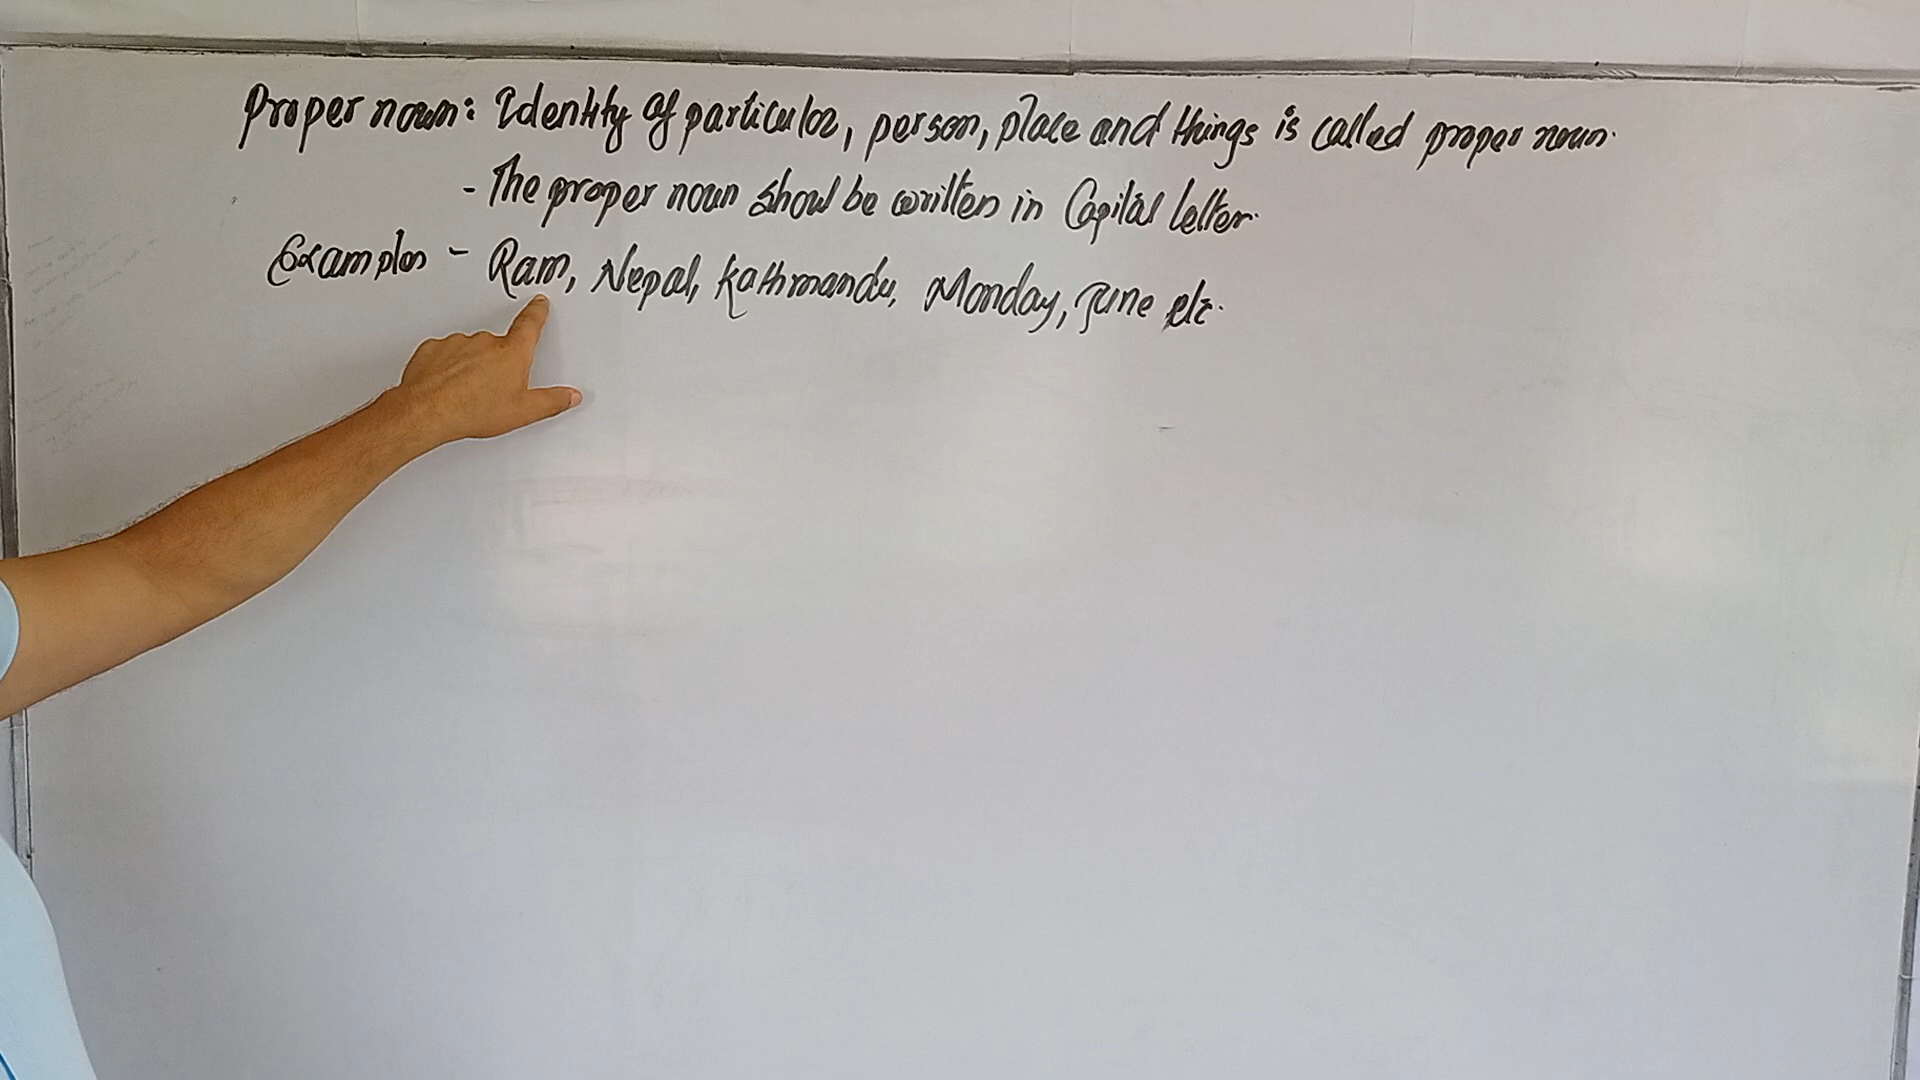 Proper noun: Identity of particular, person, place and things is called proper noun.
- The proper noun shoul be written in Capital letter.
Examples - Ram, Nepal, Kathmandu, Monday, June etc.